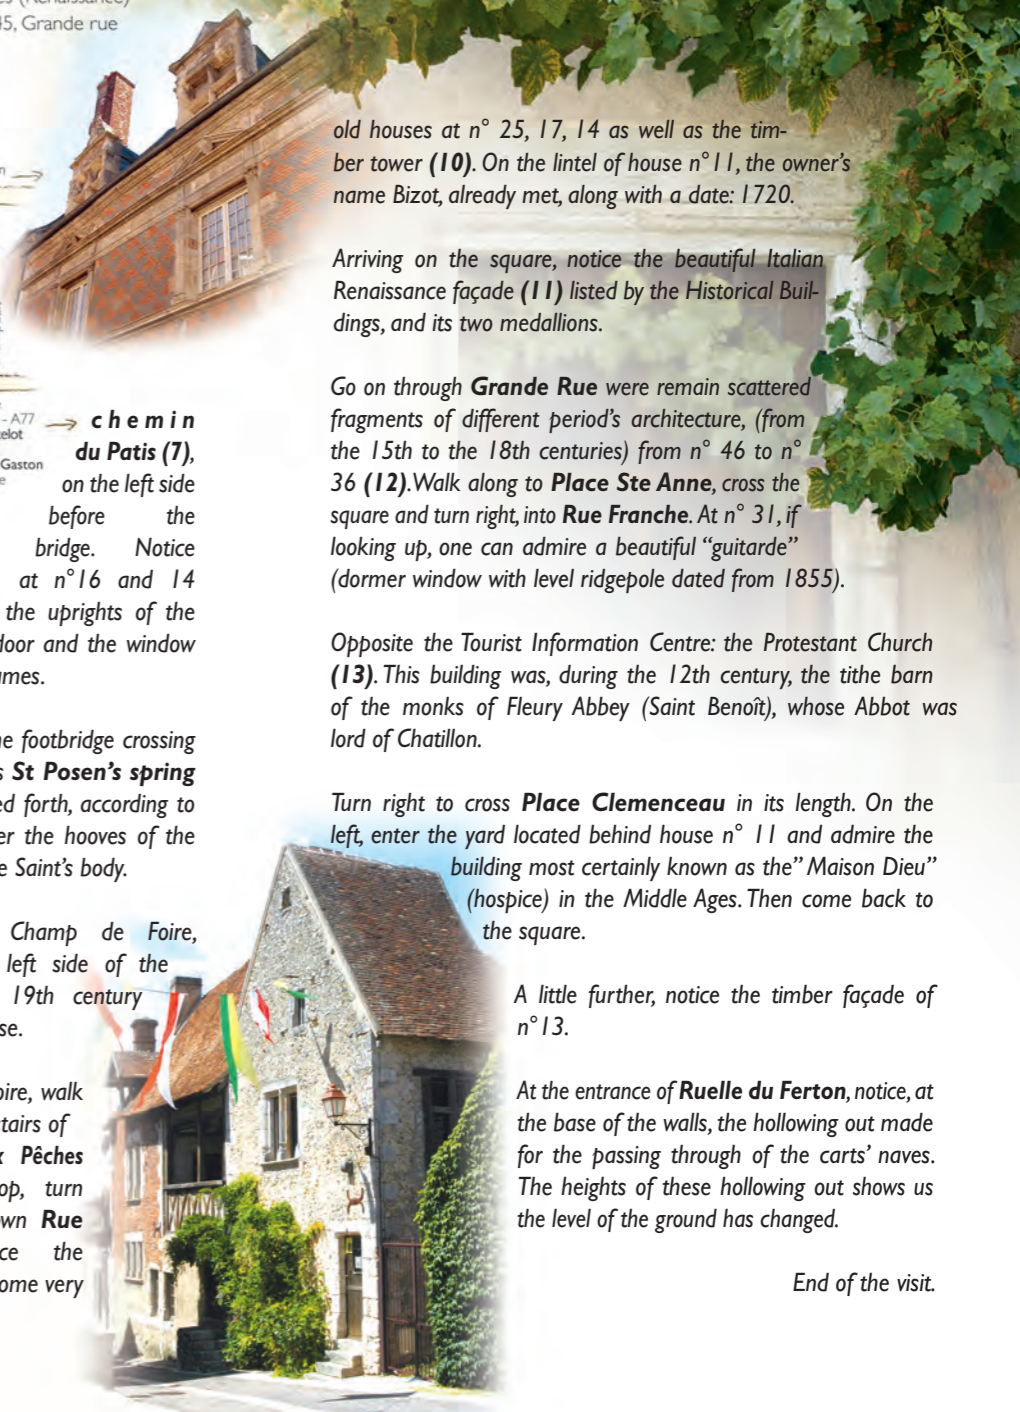 (Renaissance)
45, Grande rue
- A77
Gaston
chemin
du Patis (7),
on the left side
before the
bridge. Notice
at n°16 and 14
the uprights of the
door and the window
footbridge crossing
St Posen's spring
forth, according to
the hooves of the
Saint's body.
Champ de Foire,
left side of the
19th century
walk
of
Pêches
turn
Rue
the
very
old houses at n° 25, 17, 14 as well as the tim-
ber tower (10). On the lintel of house n°11, the owner's
name Bizot, already met, along with a date: 1720.
Arriving on the square, notice the beautiful Italian
Renaissance façade (11) listed by the Historical Buil-
dings, and its two medallions.
Go on through Grande Rue were remain scattered
fragments of different period's architecture, (from
the 15th to the 18th centuries) from n° 46 to n°
36 (12).Walk along to Place Ste Anne, cross the
square and turn right, into Rue Franche. At n° 31, if
looking up, one can admire a beautiful “guitarde”
(dormer window with level ridgepole dated from 1855).
Opposite the Tourist Information Centre: the Protestant Church
(13). This building was, during the 12th century, the tithe barn
of the monks of Fleury Abbey (Saint Benoît), whose Abbot was
lord of Chatillon.
Turn right to cross Place Clemenceau in its length. On the
left, enter the yard located behind house n° 11 and admire the
building most certainly known as the” Maison Dieu”
(hospice) in the Middle Ages. Then come back to
the square.
A little further, notice the timber façade of
n°13.
At the entrance of Ruelle du Ferton, notice, at
the base of the walls, the hollowing out made
for the passing through of the carts' naves.
The heights of these hollowing out shows us
the level of the ground has changed.
End of the visit.